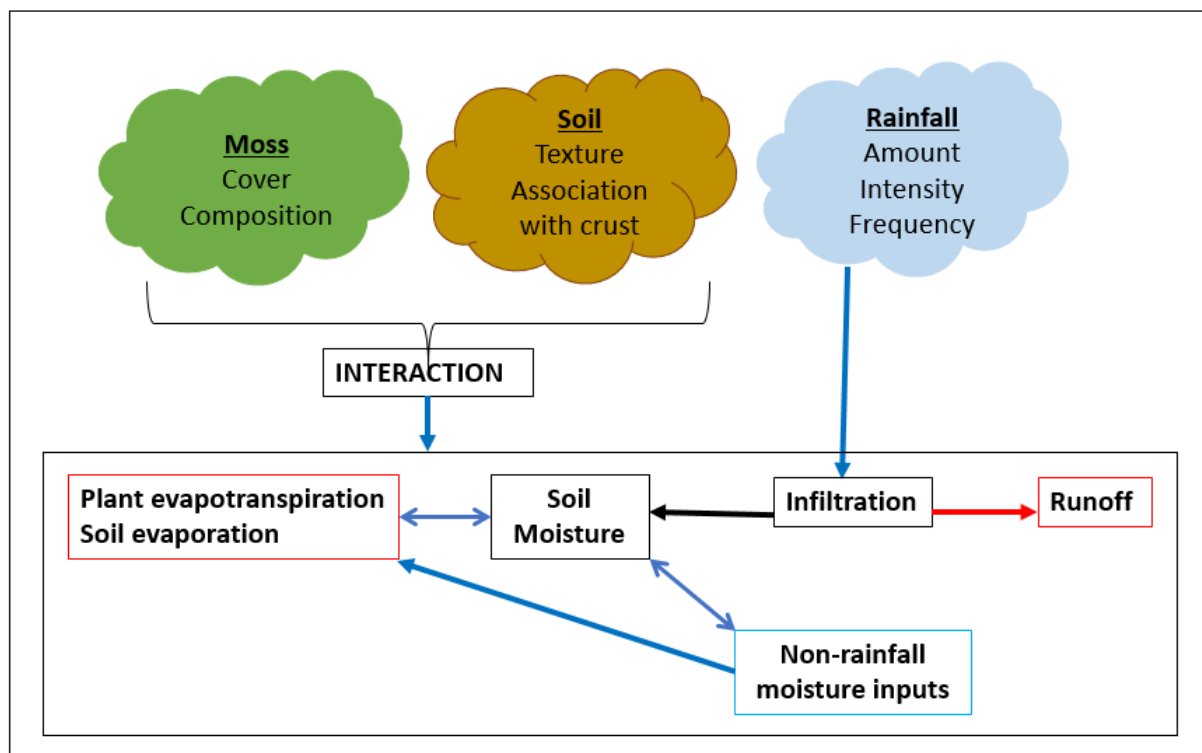 Moss
Cover
Composition
Soil
Texture
Association
with crust
Rainfall
Amount
Intensity
Frequency
INTERACTION
Plant evapotranspiration
Soil evaporation
Soil
Moisture
Infiltration
Runoff
Non-rainfall
moisture inputs